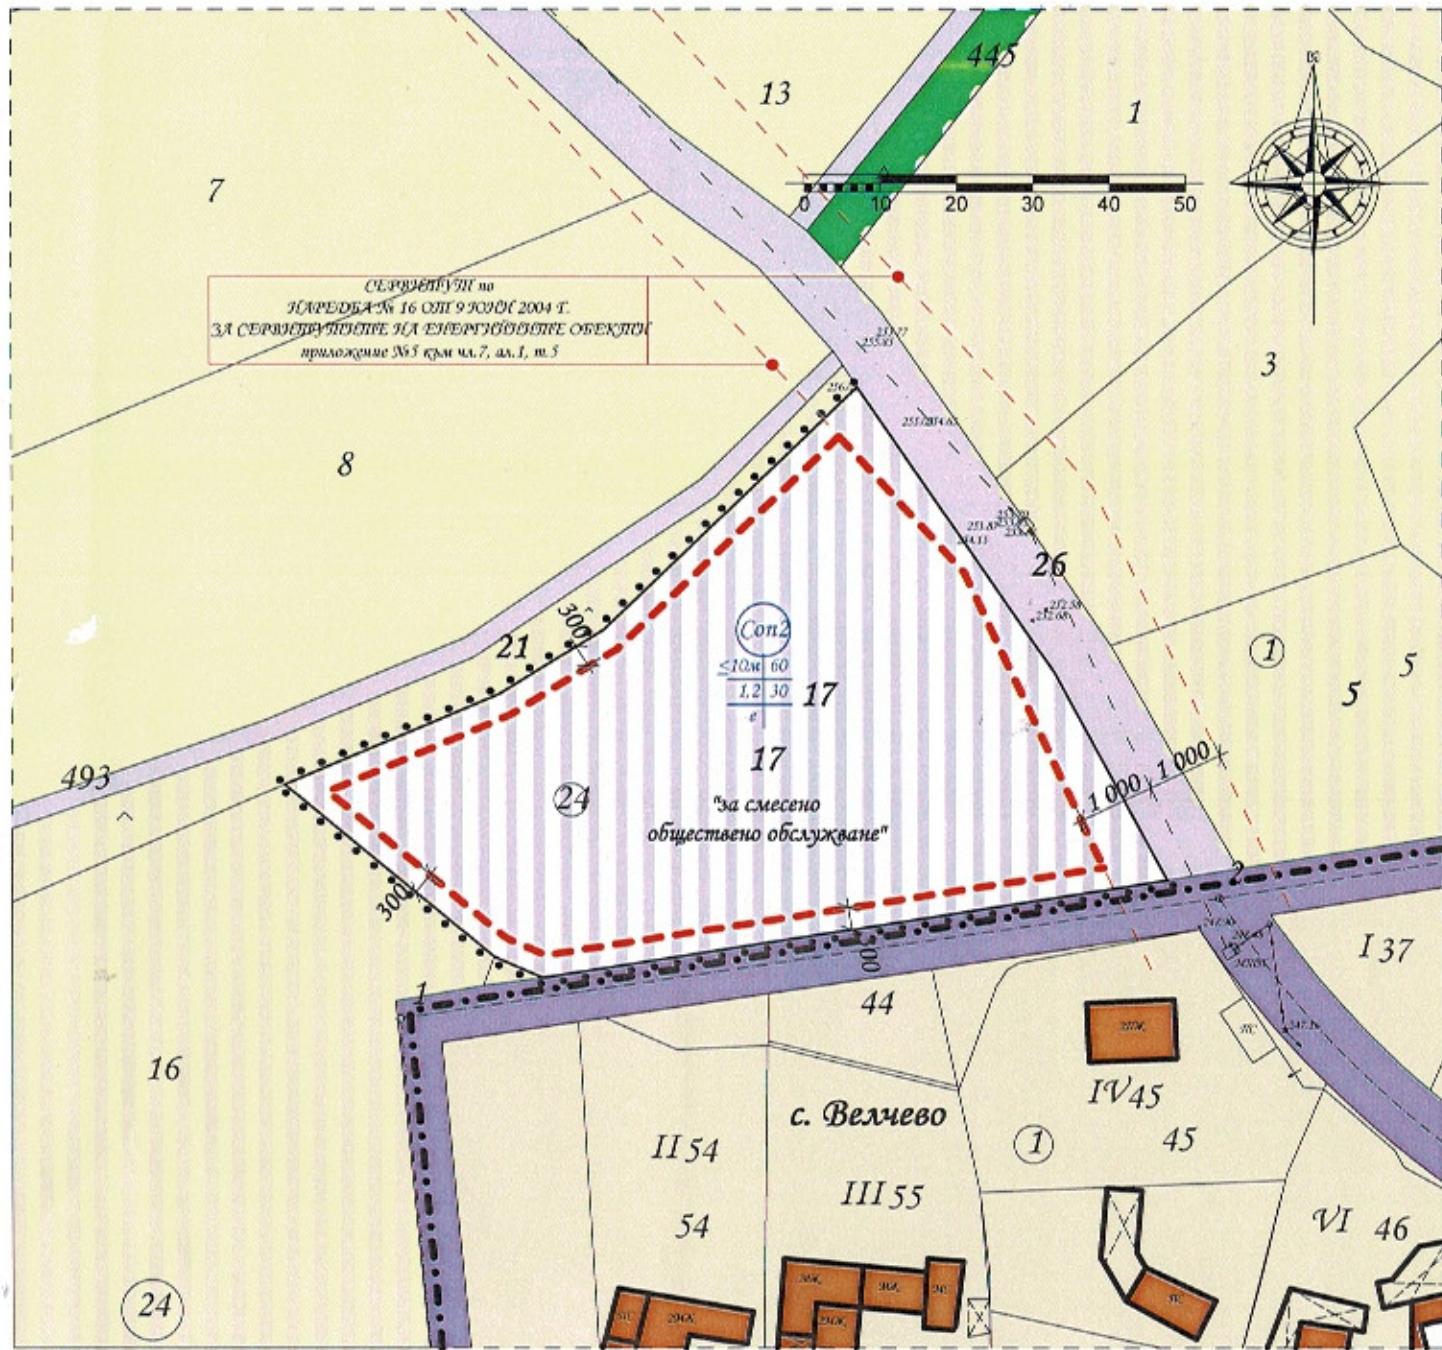 445
13
1
7
0 10 20 30 40 50
СЕРВИТУТИ по
НАРЕДБА № 16 ОТ 9 ЮНИ 2004 Г.
ЗА СЕРВИТУТИТЕ НА ЕНЕРГИЙНИТЕ ОБЕКТИ
приложение №5 към чл.7, ал.1, т.5
3
8
26
300
21
Соп2
≤10м 60
1,2 30
е
17
1
5
5
17
493
24
"за смесено
обществено обслужване"
1 000
1 000
300
2
1
I 37
44
16
IV 45
с. Велчево
1
45
II 54
III 55
54
VI 46
24